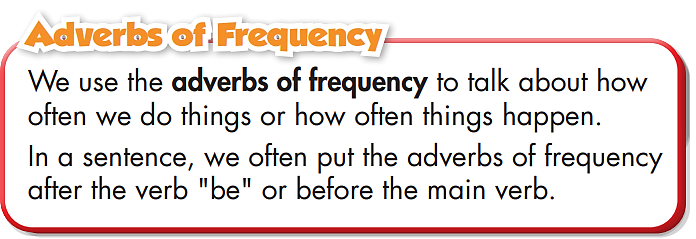 Adverbs of Frequency
We use the adverbs of frequency to talk about how
often we do things or how often things happen.
In a sentence, we often put the adverbs of frequency
after the verb "be" or before the main verb.